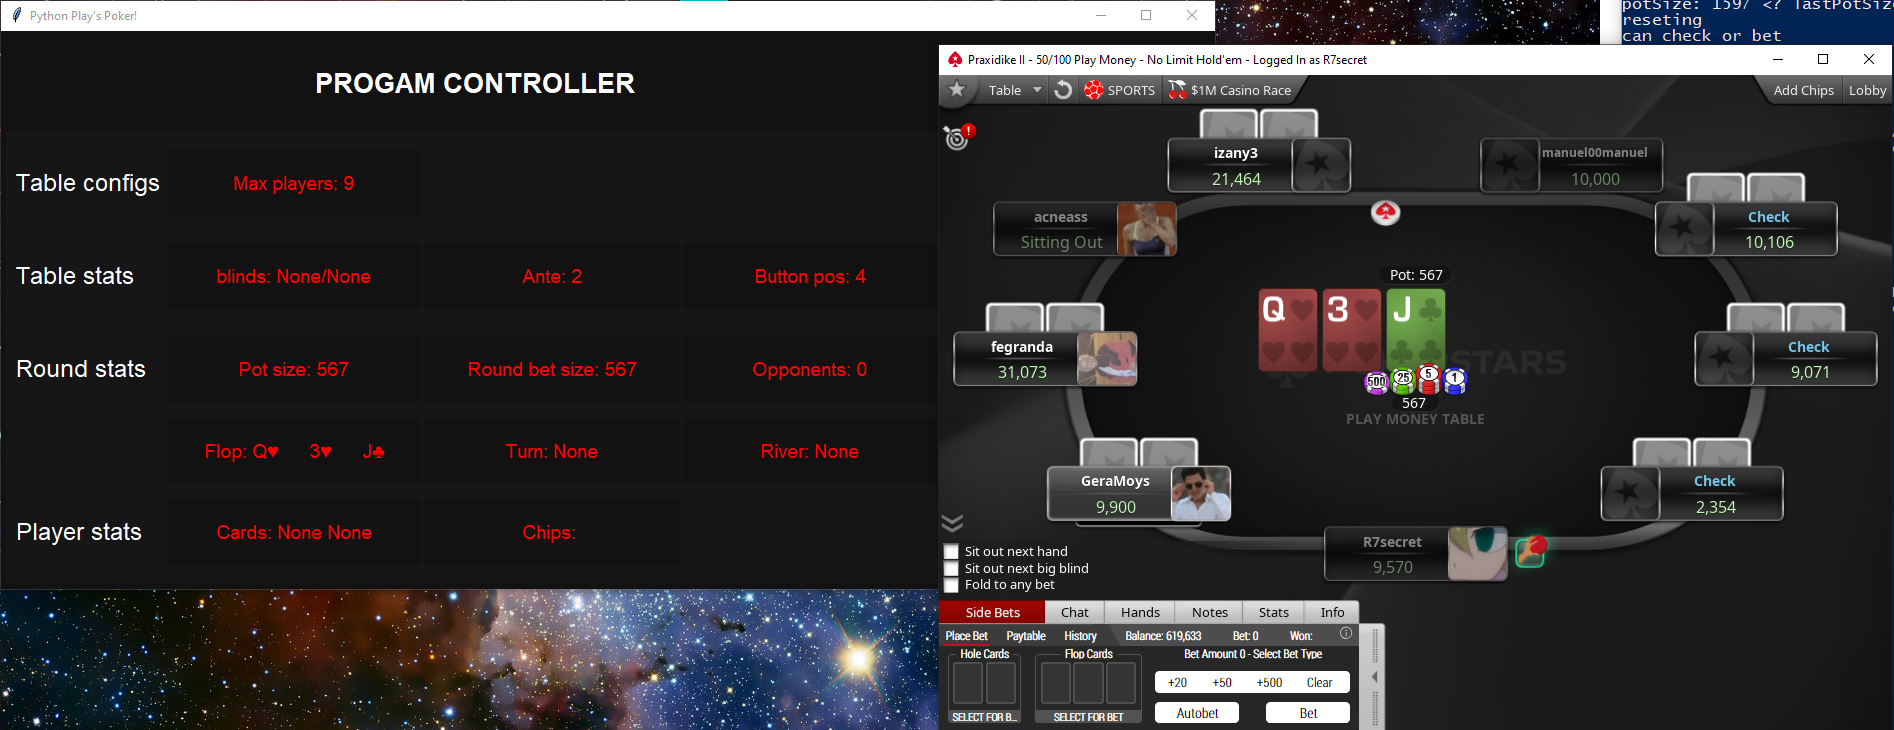 Python Play's Poker!
PROGAM CONTROLLER
Table configs
Max players: 9
Table stats
blinds: None/None
Ante: 2
Button pos: 4
Round stats
Pot size: 567
Round bet size: 567
Opponents: 0
Flop: Q♥ 3♥ J♣
Turn: None
River: None
Player stats
Cards: None None
Chips:
reseting
can check or bet
Praxidike II - 50/100 Play Money - No Limit Hold'em - Logged In as R7secret
Table
SPORTS
$1M Casino Race
Add Chips
Lobby
izany3
21,464
manuel00manuel
10,000
acneass
Sitting Out
Check
10,106
Pot: 567
Q
3
J
fegranda
31,073
Check
9,071
STARS
500
25
5
1
567
PLAY MONEY TABLE
GeraMoys
9,900
Check
2,354
R7secret
9,570
Sit out next hand
Sit out next big blind
Fold to any bet
Side Bets
Chat
Hands
Notes
Stats
Info
Place Bet
Paytable
History
Balance: 619,633
Bet: 0
Won:
Hole Cards
Flop Cards
Bet Amount 0 - Select Bet Type
+20
+50
+500
Clear
SELECT FOR B...
SELECT FOR BET
Autobet
Bet